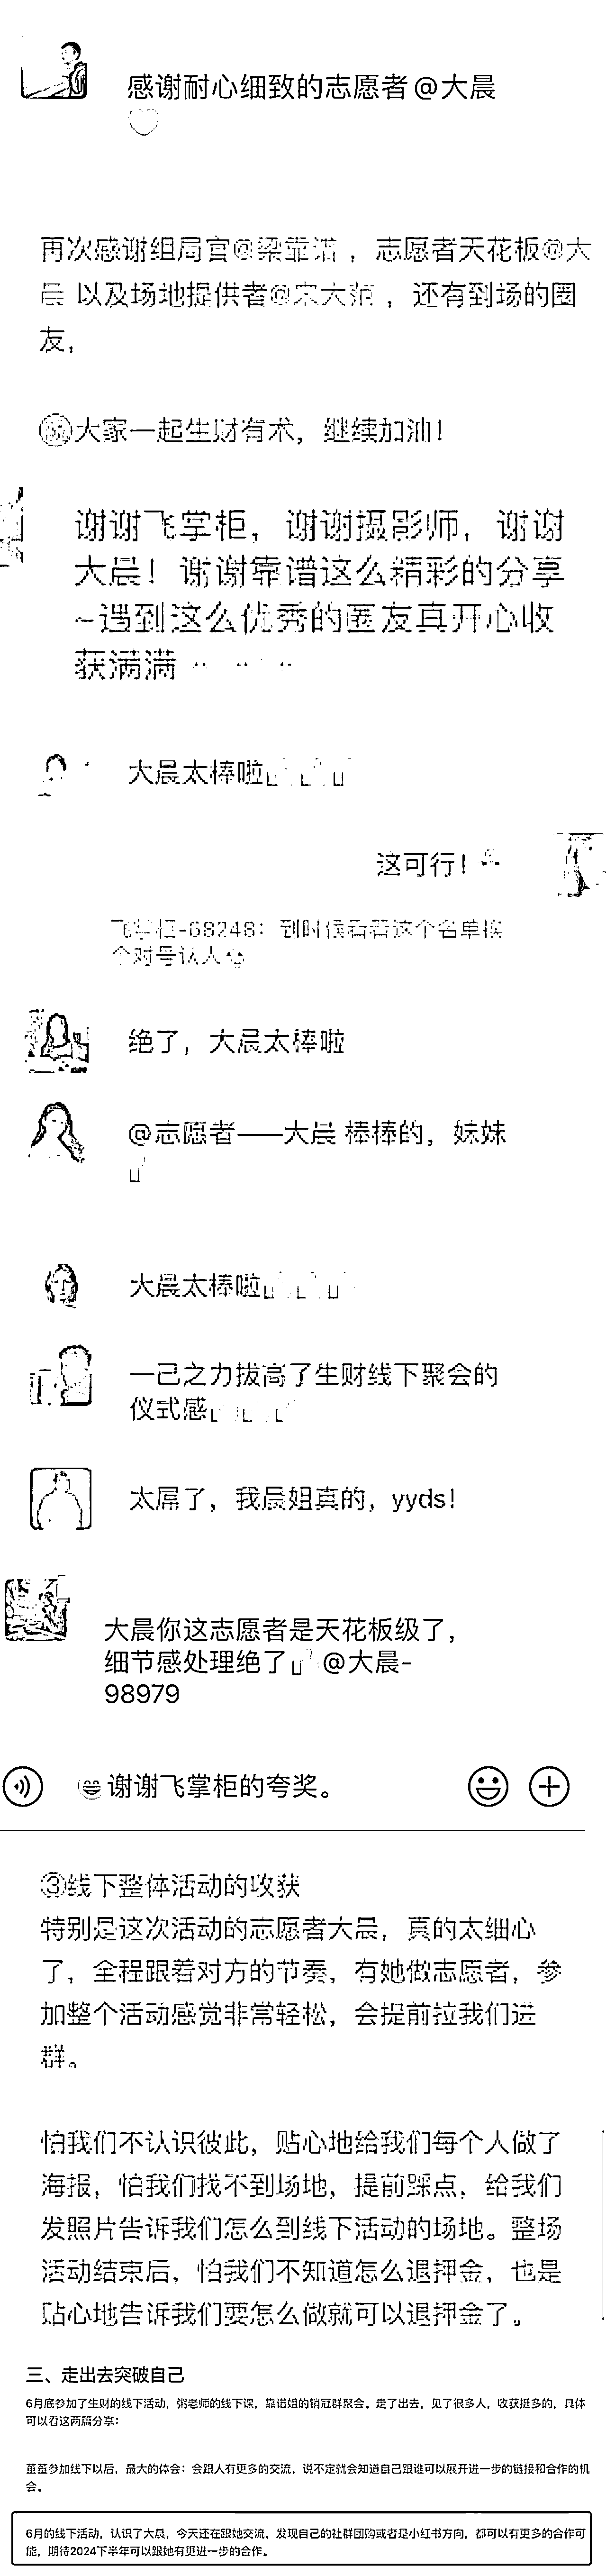 感谢耐心细致的志愿者@大晨
再次感谢组局官@梁靠谱，志愿者天花板@大
晨 以及场地提供者@宋大范，还有到场的圈
友，
大家一起生财有术，继续加油！
谢谢飞掌柜，谢谢摄影师，谢谢
大晨！谢谢靠谱这么精彩的分享
~遇到这么优秀的圈友真开心收
获满满
大晨太棒啦
这可行！
飞掌柜-68248：到时候看着这个名单挨
个对号认人
绝了，大晨太棒啦
@志愿者——大晨 棒棒的，妹妹
大晨太棒啦
一己之力拔高了生财线下聚会的
仪式感
太屌了，我晨姐真的，yyds！
大晨你这志愿者是天花板级了，
细节感处理绝了 @大晨-
98979
谢谢飞掌柜的夸奖。
③线下整体活动的收获
特别是这次活动的志愿者大晨，真的太细心
了，全程跟着对方的节奏，有她做志愿者，参
加整个活动感觉非常轻松，会提前拉我们进
群。
怕我们不认识彼此，贴心地给我们每个人做了
海报，怕我们找不到场地，提前踩点，给我们
发照片告诉我们怎么到线下活动的场地。整场
活动结束后，怕我们不知道怎么退押金，也是
贴心地告诉我们要怎么做就可以退押金了。
三、走出去突破自己
6月底参加了生财的线下活动，粥老师的线下课，靠谱姐的销冠群聚会。走了出去，见了很多人，收获挺多的，具体
可以看这两篇分享：
茧茧参加线下以后，最大的体会：会跟人有更多的交流，说不定就会知道自己跟谁可以展开进一步的链接和合作的机
会。
6月的线下活动，认识了大晨，今天还在跟她交流，发现自己的社群团购或者是小红书方向，都可以有更多的合作可
能，期待2024下半年可以跟她有更进一步的合作。